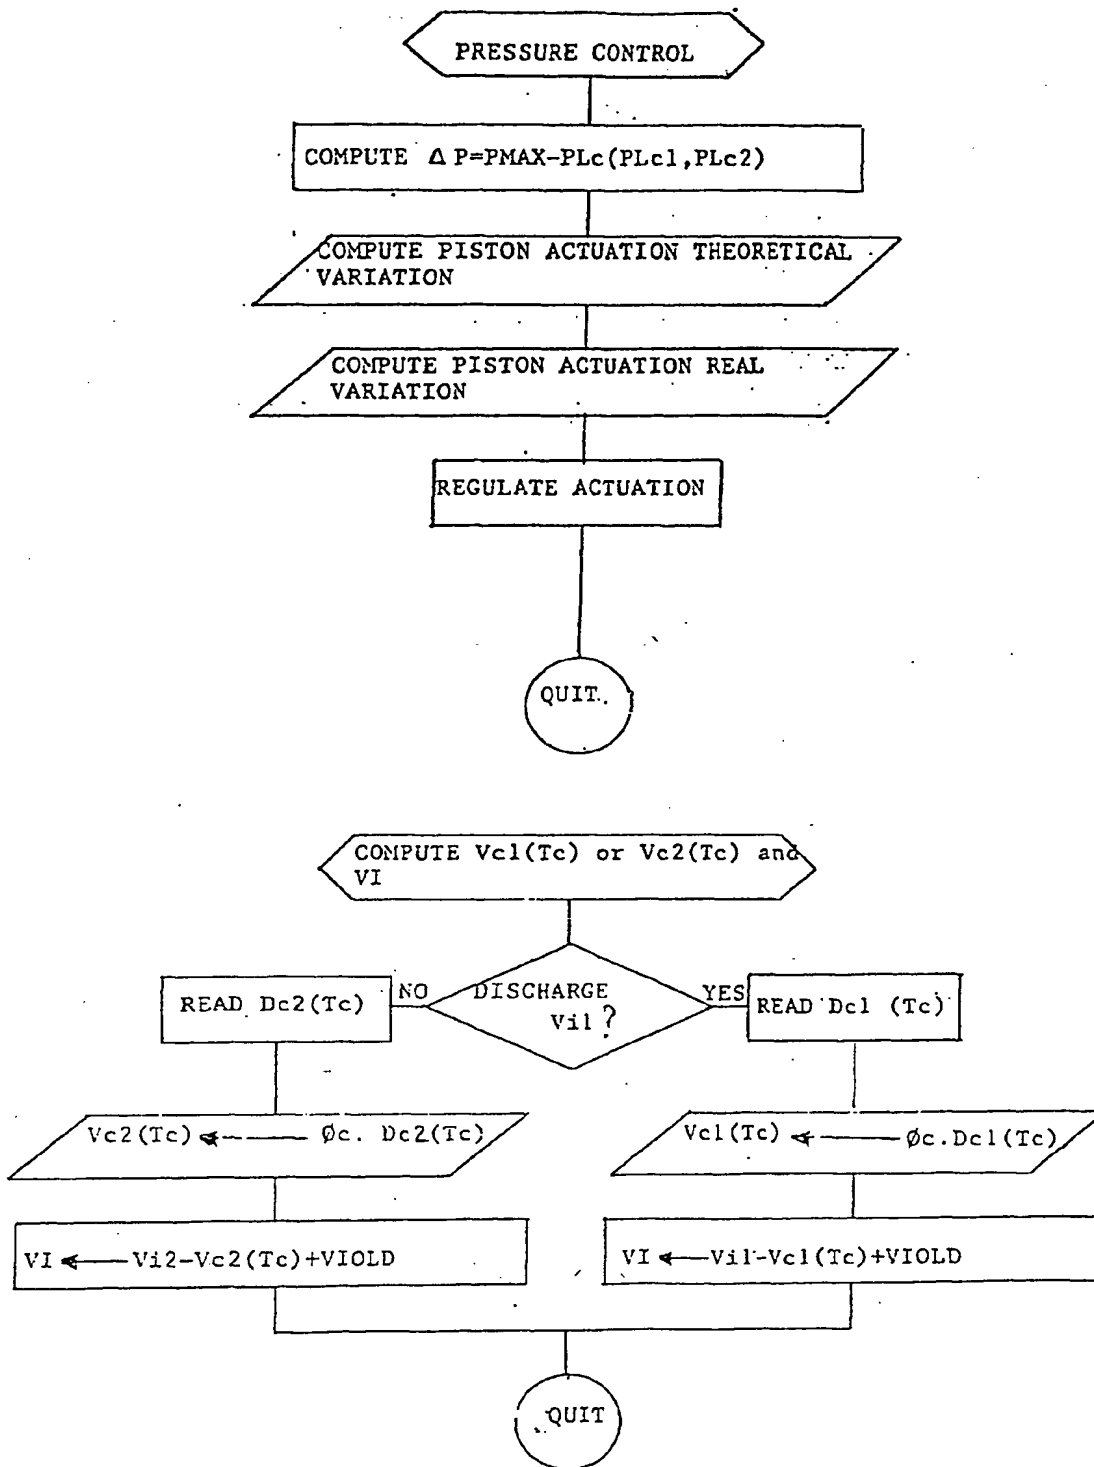 PRESSURE CONTROL
COMPUTE Δ P=PMAX-PLc(PLc1,PLc2)
COMPUTE PISTON ACTUATION THEORETICAL
VARIATION
COMPUTE PISTON ACTUATION REAL
VARIATION
REGULATE ACTUATION
QUIT.
COMPUTE Vc1(Tc) or Vc2(Tc) and
VI
READ Dc2(Tc)
NO
DISCHARGE
Vi1?
YES
READ Dc1 (Tc)
Vc2(Tc) ← Øc. Dc2(Tc)
Vc1(Tc) ← Øc.Dc1(Tc)
VI ← Vi2-Vc2(Tc)+VIOLD
VI ← Vi1-Vc1(Tc)+VIOLD
QUIT